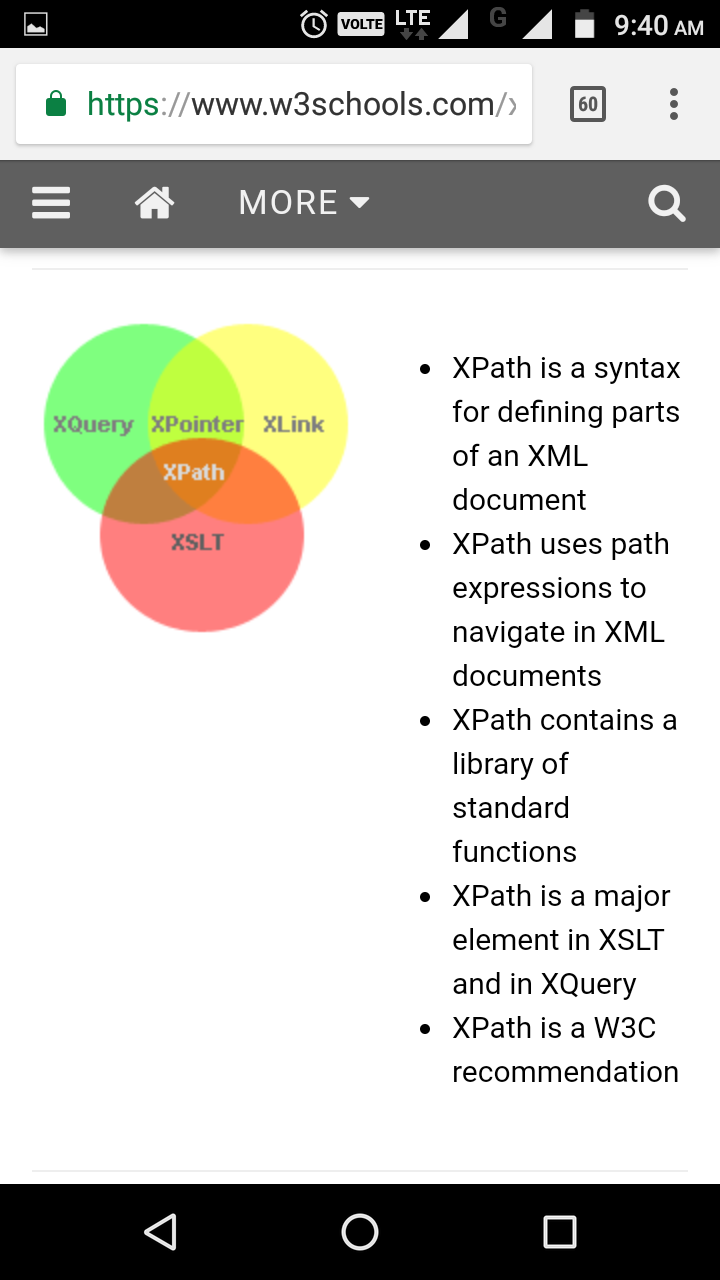 VOLTE LTE G 9:40 AM
https://www.w3schools.com/x
60
MORE
XQuery XPointer XLink
XPath
XSLT
XPath is a syntax
for defining parts
of an XML
document
XPath uses path
expressions to
navigate in XML
documents
XPath contains a
library of
standard
functions
XPath is a major
element in XSLT
and in XQuery
XPath is a W3C
recommendation